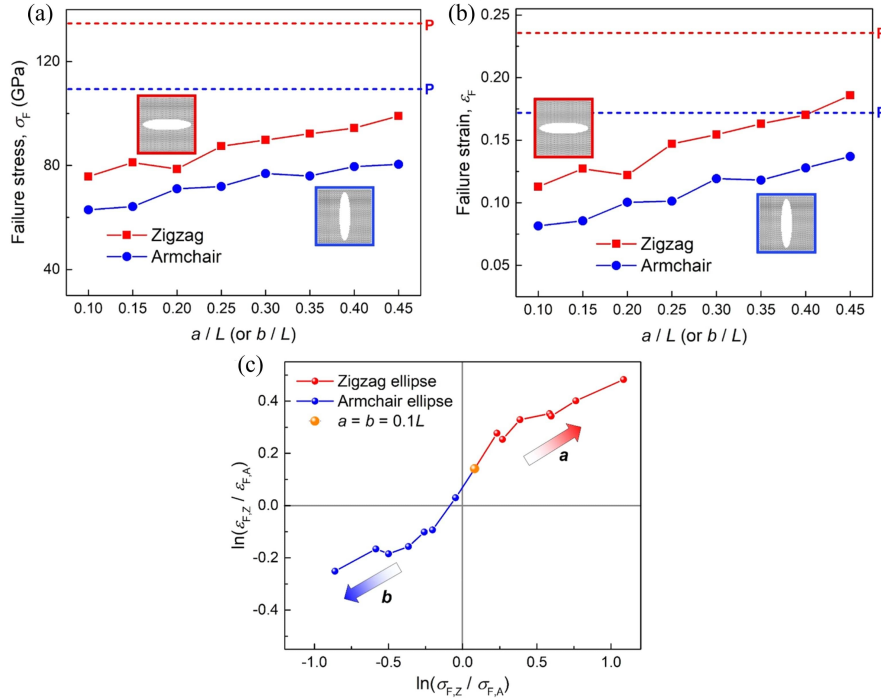 (a)
P
P
Failure stress, σF (GPa)
120
80
40
Zigzag
Armchair
0.10 0.15 0.20 0.25 0.30 0.35 0.40 0.45
a / L (or b / L)
(b)
Failure strain, εF
0.25
0.20
0.15
0.10
0.05
Zigzag
Armchair
0.10 0.15 0.20 0.25 0.30 0.35 0.40 0.45
a / L (or b / L)
(c)
Zigzag ellipse
Armchair ellipse
a = b = 0.1L
ln(εF,Z / εF,A)
0.4
0.2
0.0
-0.2
-0.4
a
b
-1.0 -0.5 0.0 0.5 1.0
ln(σF,Z / σF,A)